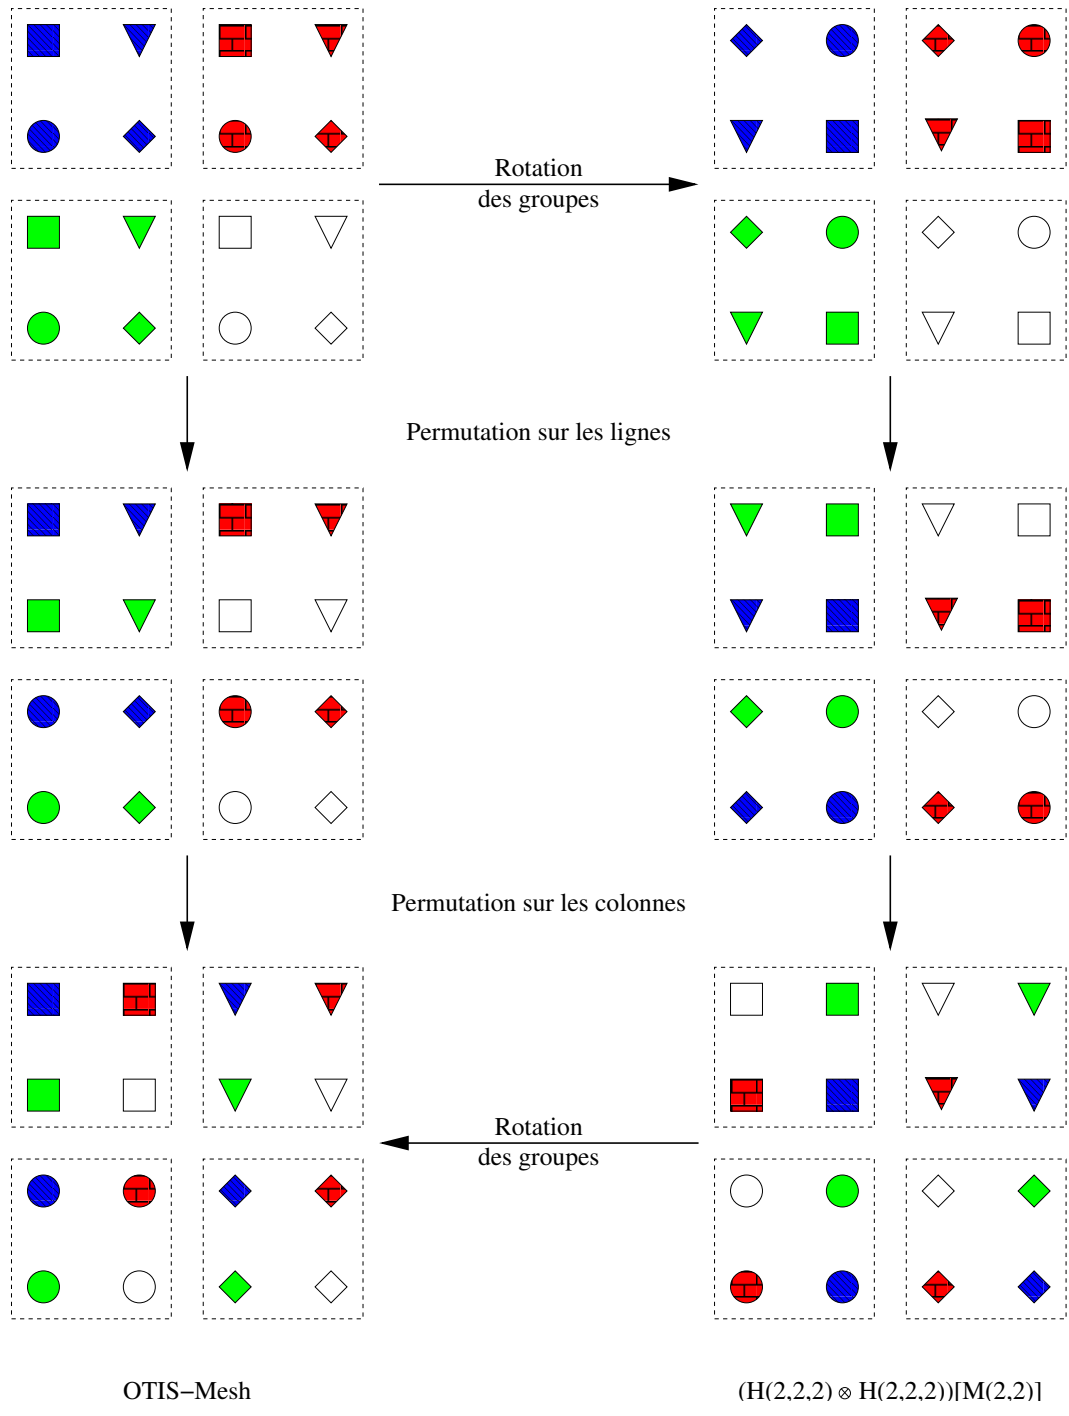 Rotation
des groupes
Permutation sur les lignes
Permutation sur les colonnes
Rotation
des groupes
OTIS−Mesh
(H(2,2,2) ⊗ H(2,2,2))[M(2,2)]